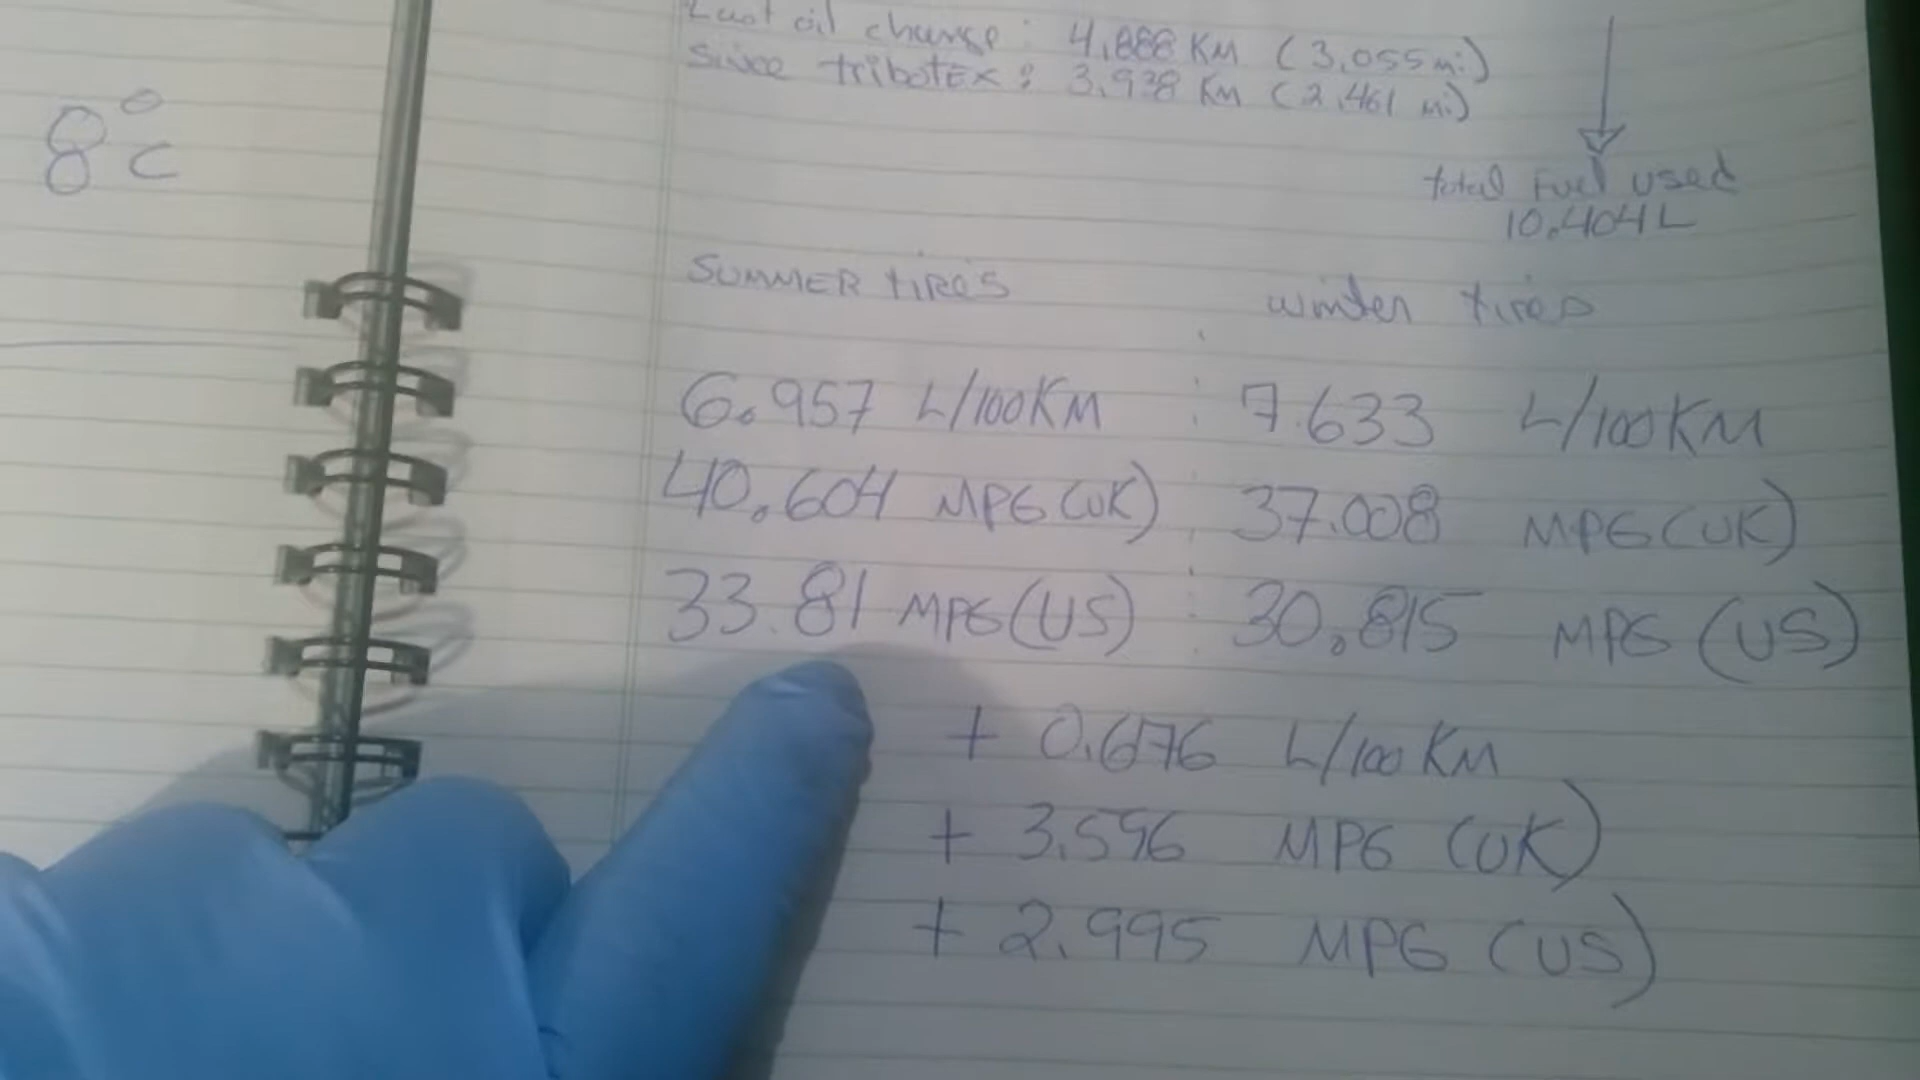 8°C
Last oil change: 4.888 KM (3.055 mi)
Since tribotEx: 3.938 KM (2.461 mi)
total Fuel used
10.404L
SUMMER tires
winter tires
6.957 L/100KM : 7.633 L/100KM
40.604 MPG (UK) : 37.008 MPG (UK)
33.81 MPG (US) : 30.815 MPG (US)
+ 0.676 L/100 KM
+ 3.596 MPG (UK)
+ 2.995 MPG (US)